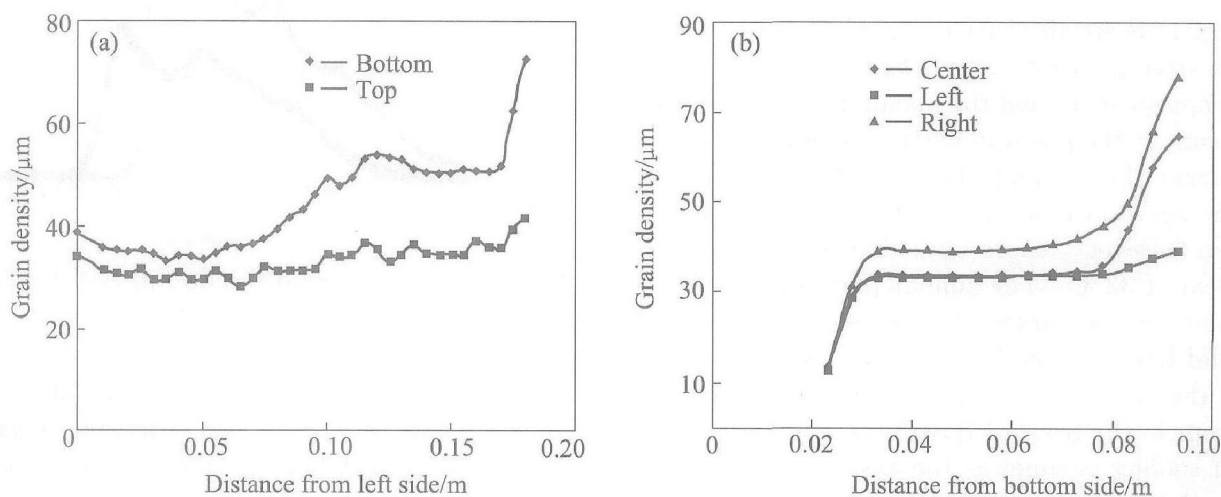 (a)
Bottom
Top
80
60
40
20
0
Grain density/μm
0
0.05
0.10
0.15
0.20
Distance from left side/m
(b)
Center
Left
Right
90
70
50
30
10
Grain density/μm
0
0.02
0.04
0.06
0.08
0.10
Distance from bottom side/m